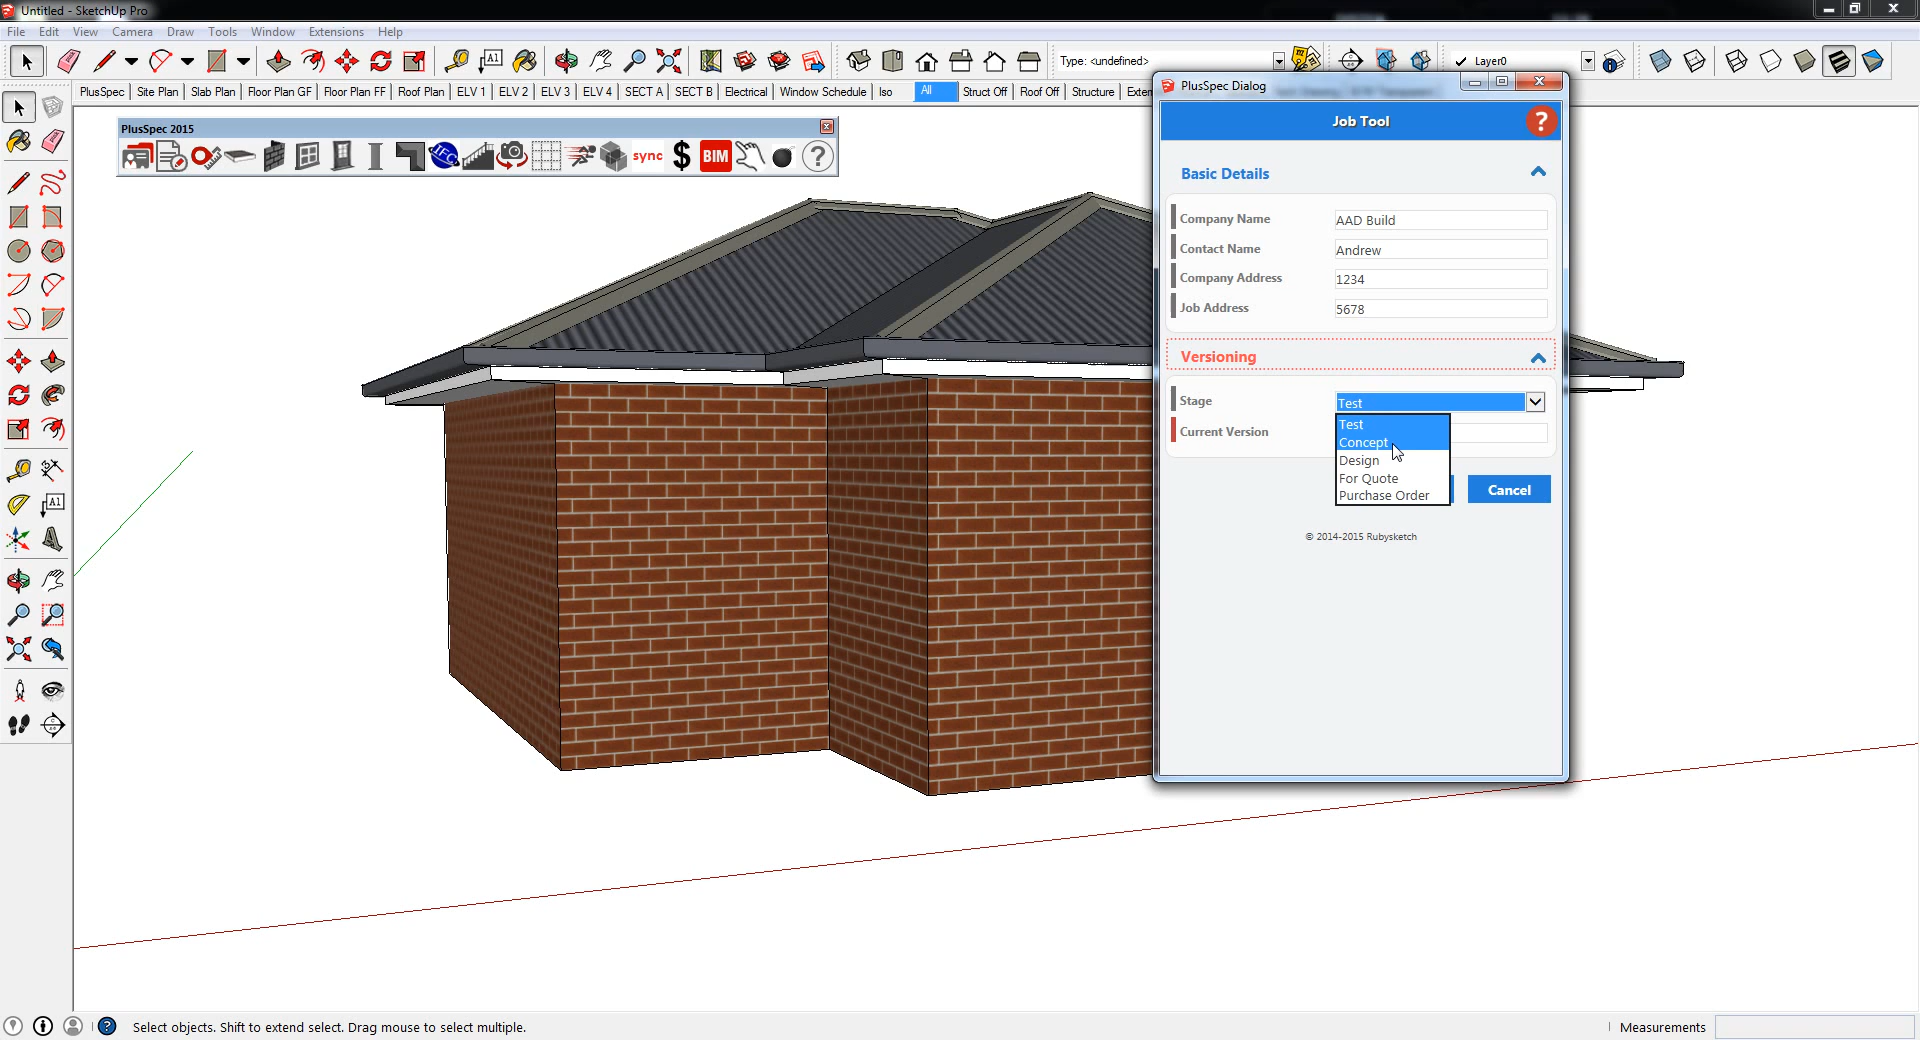 Untitled - SketchUp Pro
File Edit View Camera Draw Tools Window Extensions Help
A1 Type: <undefined> Layer0
PlusSpec Site Plan Slab Plan Floor Plan GF Floor Plan FF Roof Plan ELV 1 ELV 2 ELV 3 ELV 4 SECT A SECT B Electrical Window Schedule Iso All Struct Off Roof Off Structure Exter
PlusSpec 2015
IFC sync $ BIM ?
A1
PlusSpec Dialog
Job Tool ?
Basic Details
Company Name AAD Build
Contact Name Andrew
Company Address 1234
Job Address 5678
Versioning
Stage Test
Current Version
Test
Concept
Design
For Quote
Purchase Order
Cancel
© 2014-2015 Rubysketch
Select objects. Shift to extend select. Drag mouse to select multiple.
Measurements